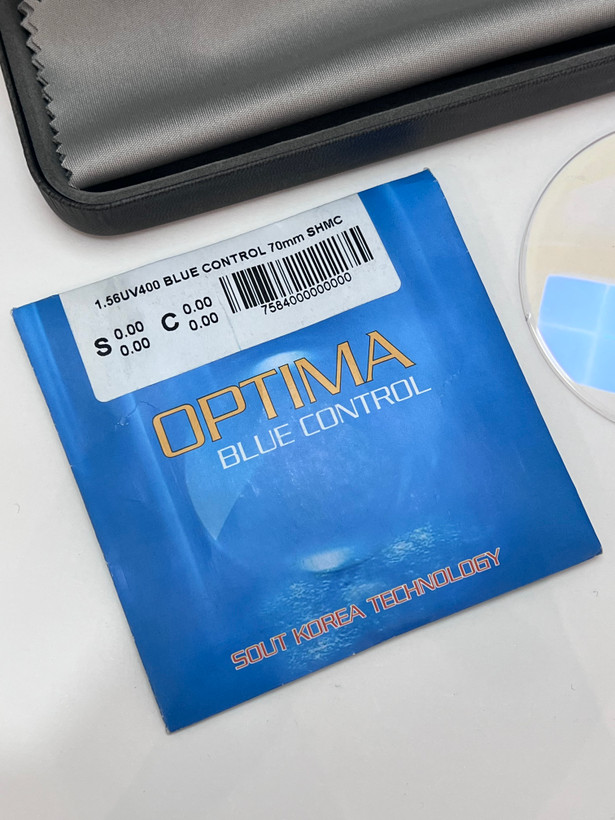 1.56UV400 BLUE CONTROL 70mm SHMC
S 0.00 C 0.00
0.00 0.00
7584000000000
OPTIMA
BLUE CONTROL
SOUT KOREA TECHNOLOGY